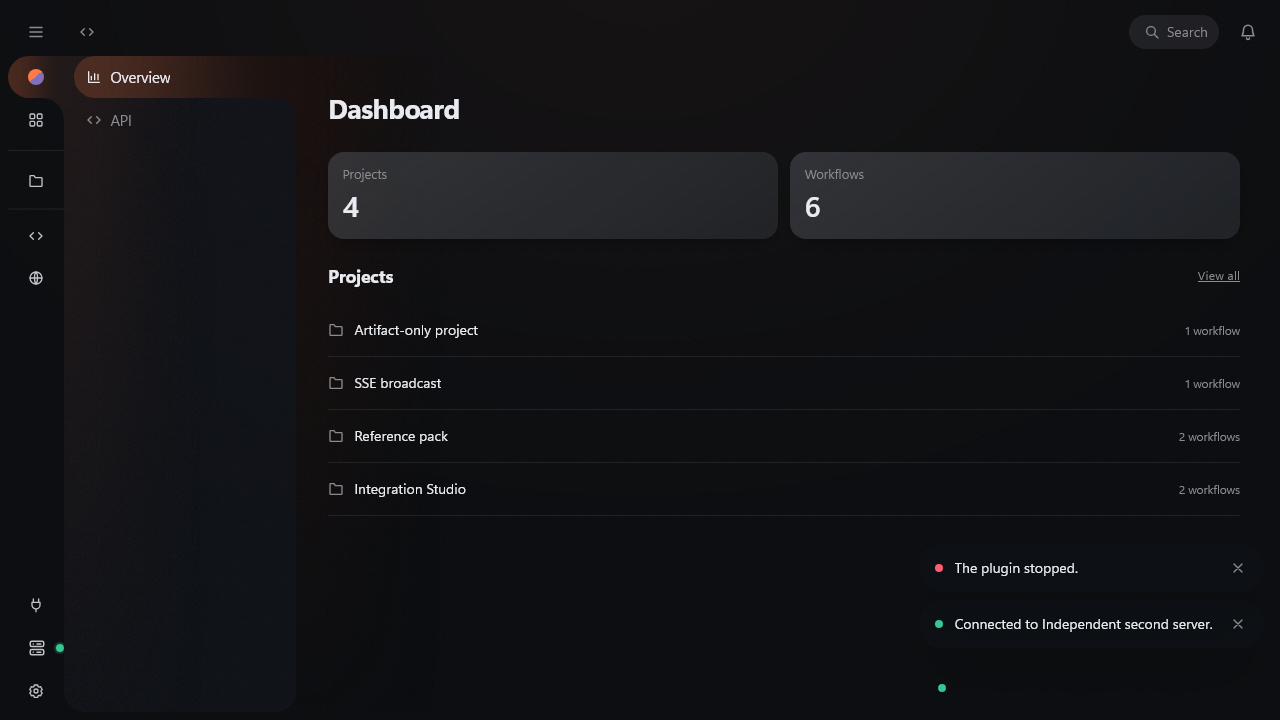 Search
Overview
API
Dashboard
Projects
4
Workflows
6
Projects
View all
Artifact-only project
1 workflow
SSE broadcast
1 workflow
Reference pack
2 workflows
Integration Studio
2 workflows
The plugin stopped.
Connected to Independent second server.